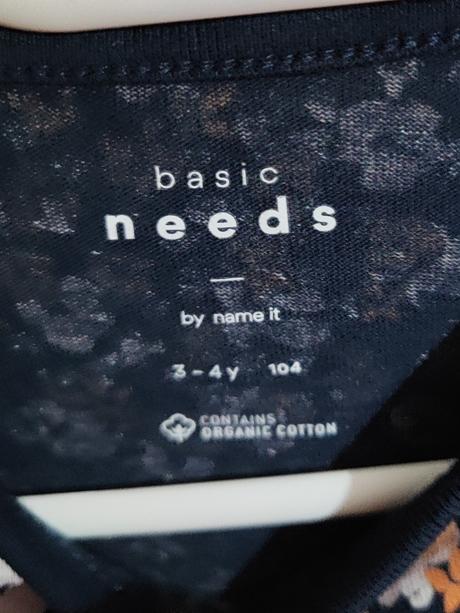 basic
needs
by name it
3-4y 104
CONTAINS
ORGANIC COTTON